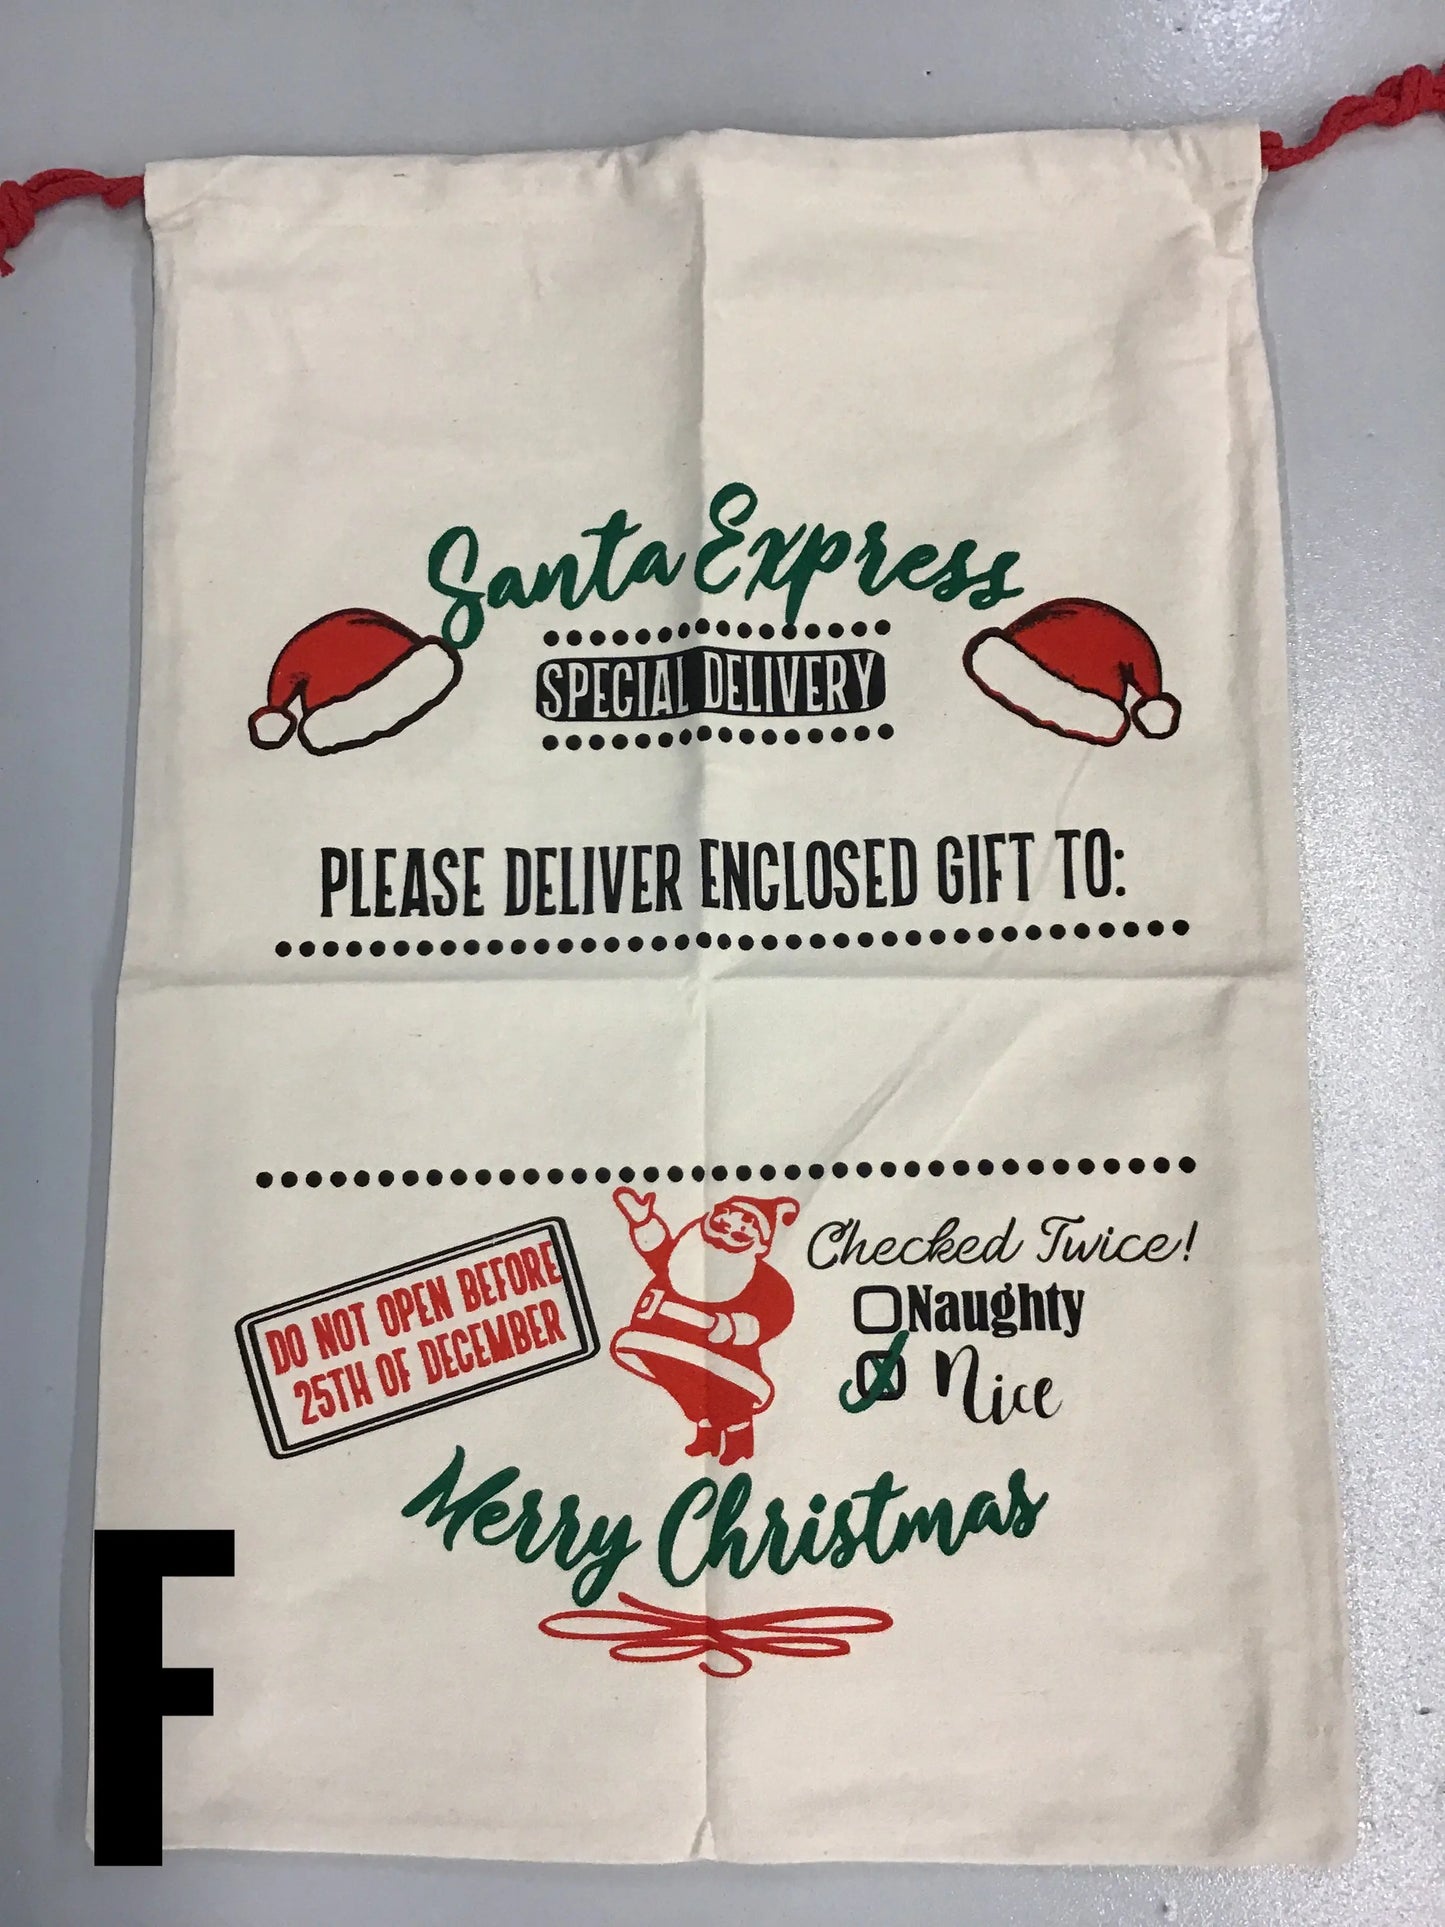 Santa Express
SPECIAL DELIVERY
PLEASE DELIVER ENCLOSED GIFT TO:
DO NOT OPEN BEFORE
25TH OF DECEMBER
Checked Twice!
Naughty
Nice
Merry Christmas
F